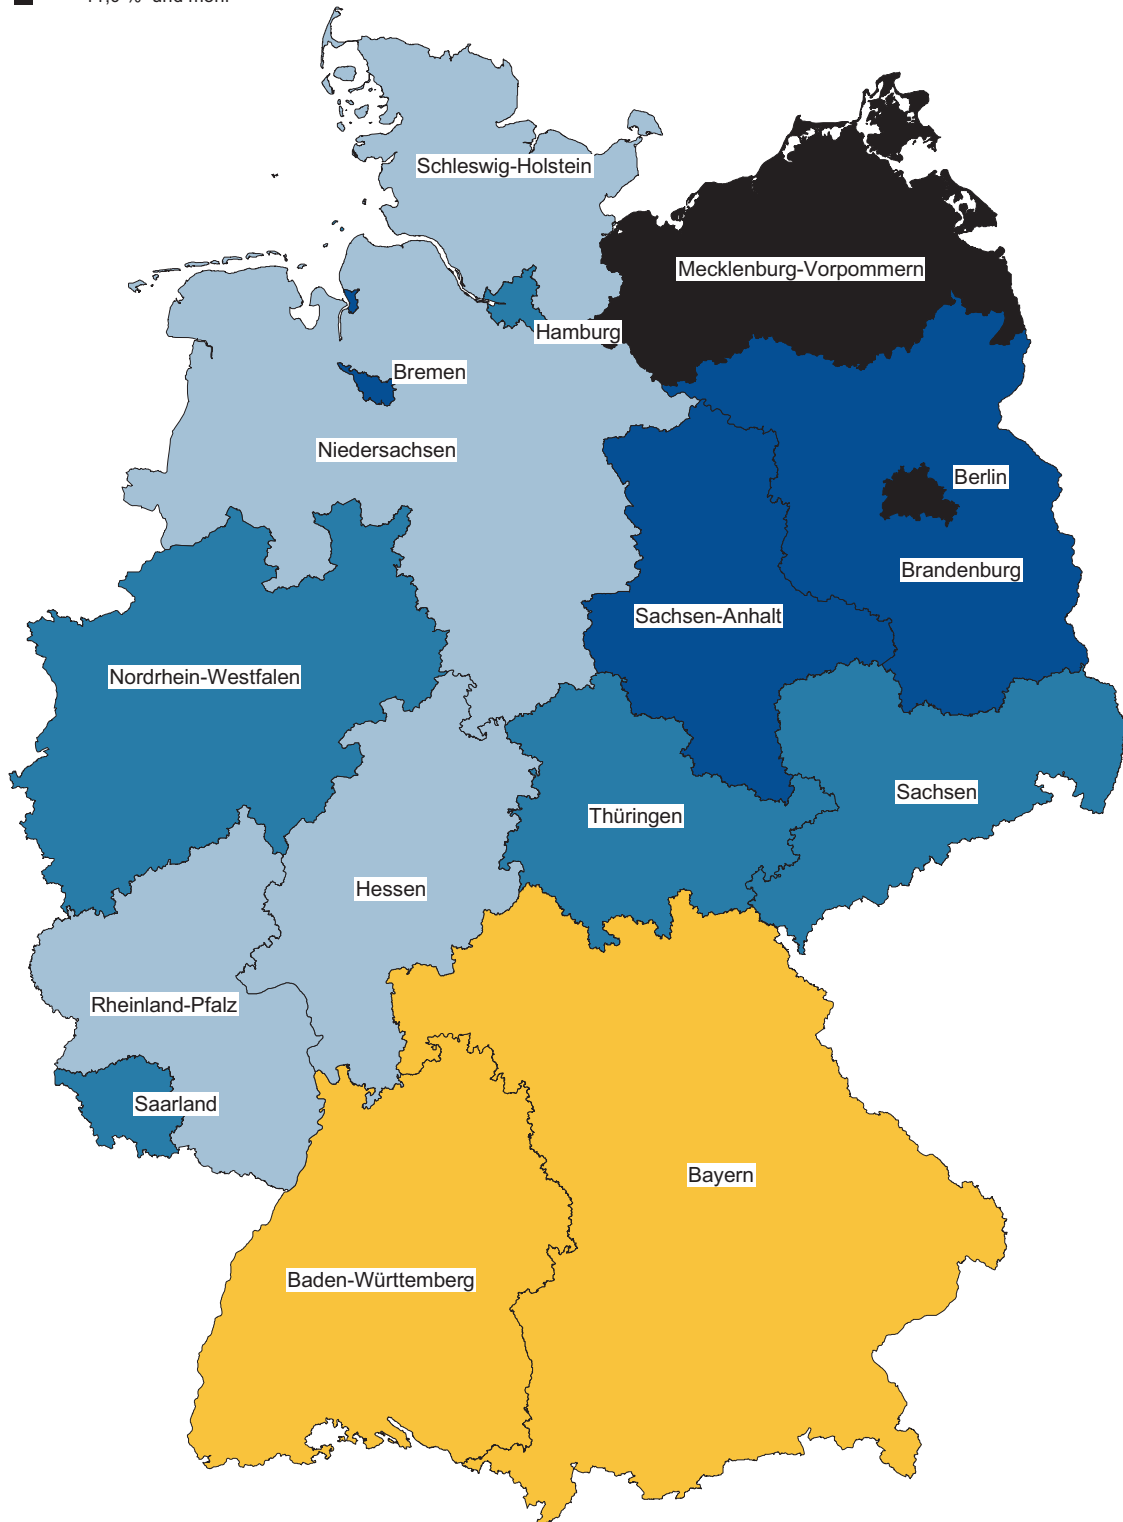 Schleswig-Holstein
Mecklenburg-Vorpommern
Hamburg
Bremen
Niedersachsen
Berlin
Brandenburg
Sachsen-Anhalt
Nordrhein-Westfalen
Sachsen
Thüringen
Hessen
Rheinland-Pfalz
Saarland
Bayern
Baden-Württemberg